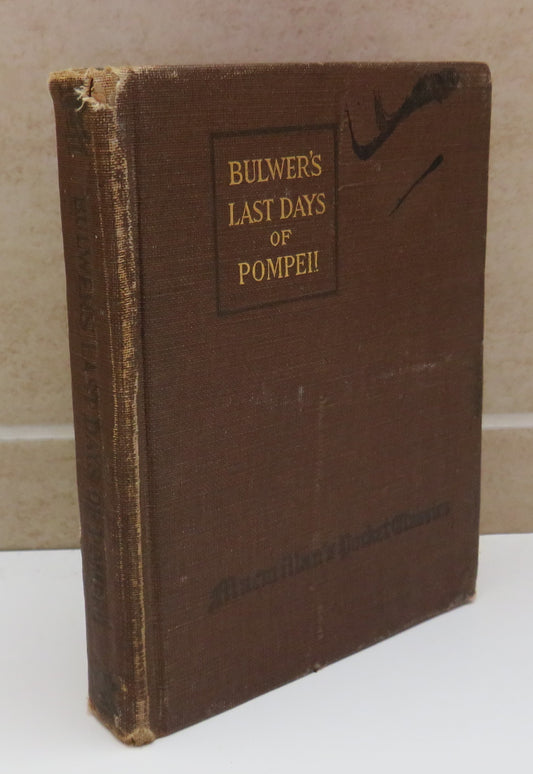 BULWER'S
LAST DAYS
OF
POMPEII
Macmillan's Pocket Classics
BULWER'S LAST DAYS OF POMPEII